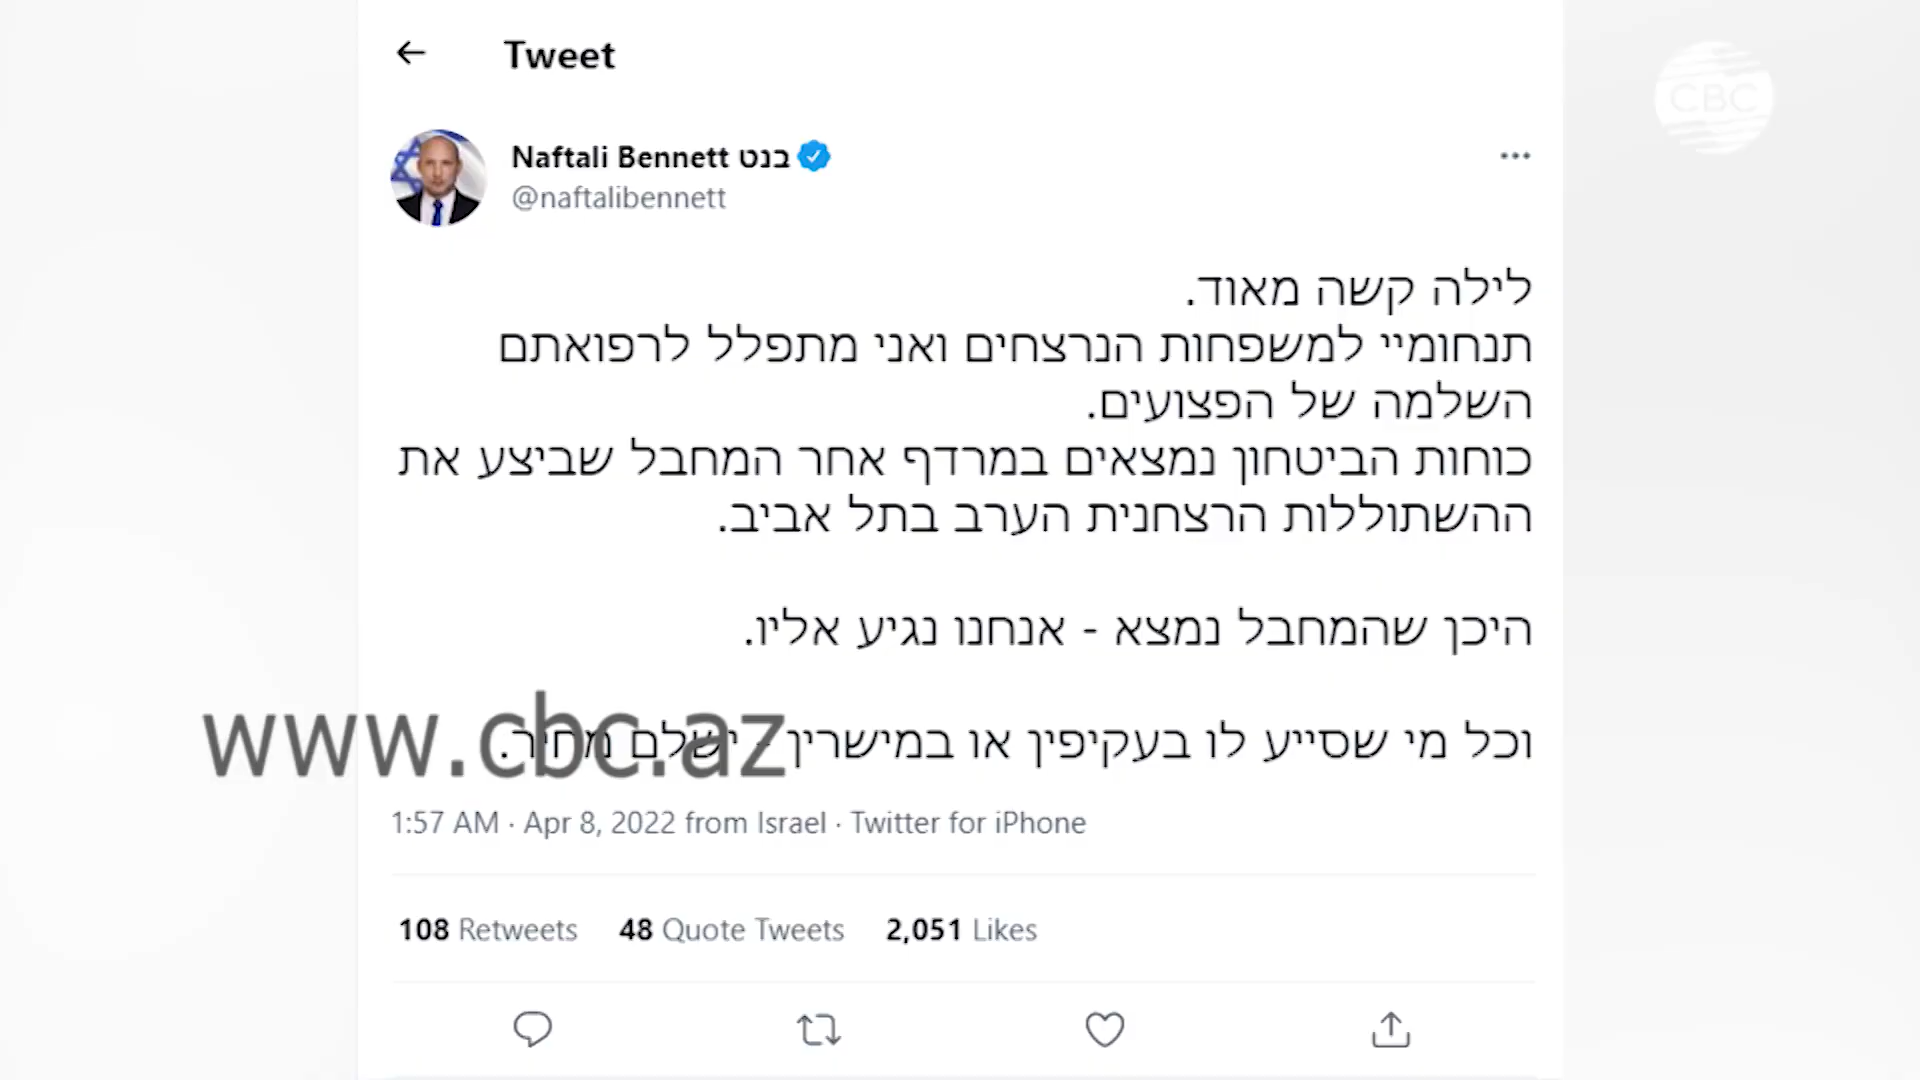 Tweet
CBC
Naftali Bennett בנט
@naftalibennett
לילה קשה מאוד.
תנחומיי למשפחות הנרצחים ואני מתפלל לרפואתם
השלמה של הפצועים.
כוחות הביטחון נמצאים במרדף אחר המחבל שביצע את
ההשתוללות הרצחנית הערב בתל אביב.
היכן שהמחבל נמצא - אנחנו נגיע אליו.
וכל מי שסייע לו בעקיפין או במישרין - ישלם מחיר.
www.cbc.az
1:57 AM · Apr 8, 2022 from Israel · Twitter for iPhone
108 Retweets 48 Quote Tweets 2,051 Likes